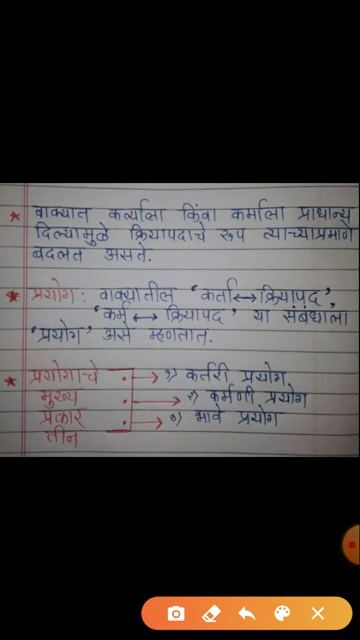 ★ वाक्यात कर्त्याला किंवा कर्माला प्राधान्य
दिल्यामुळे क्रियापदाचे रूप त्याच्याप्रमाणे
बदलत असते.
★ प्रयोग : वाक्यातील 'कर्ता ↔ क्रियापद',
'कर्म ↔ क्रियापद' या संबंधाला
'प्रयोग' असे म्हणतात.
★ प्रयोगाचे → १) कर्तरी प्रयोग
मुख्य → २) कर्मणी प्रयोग
प्रकार → ३) भावे प्रयोग
तीन